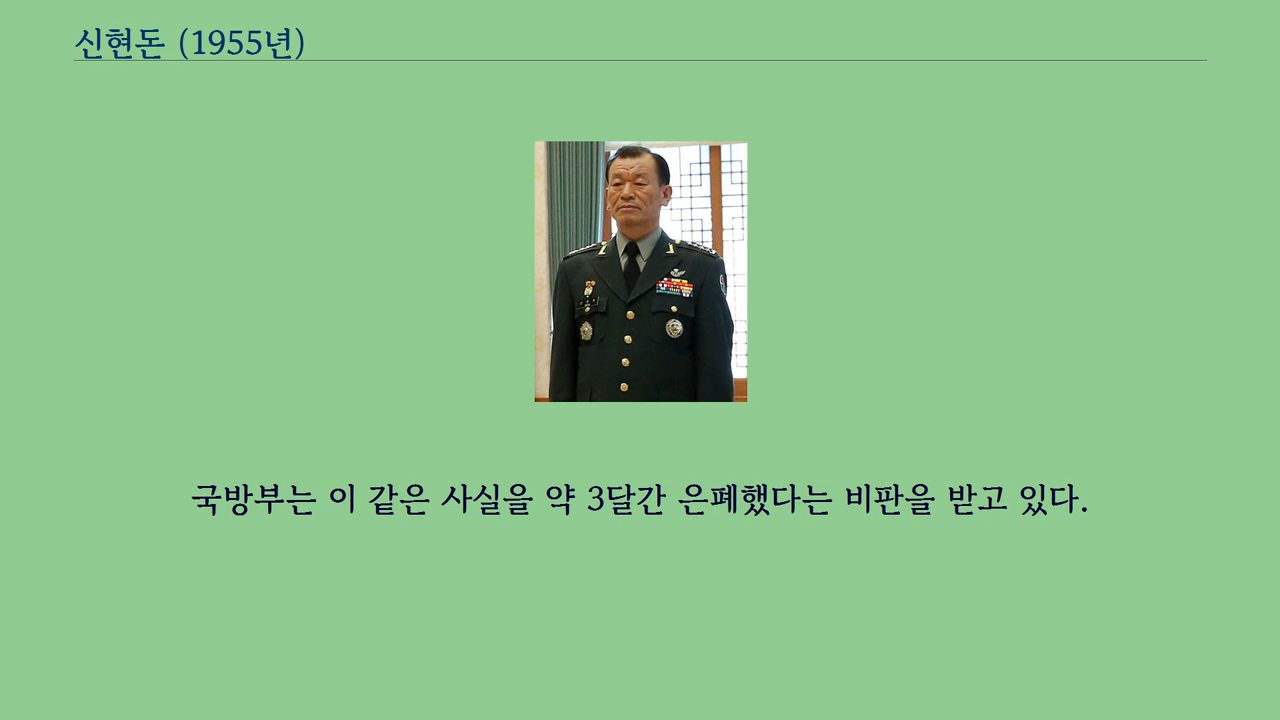 신현돈 (1955년)
국방부는 이 같은 사실을 약 3달간 은폐했다는 비판을 받고 있다.